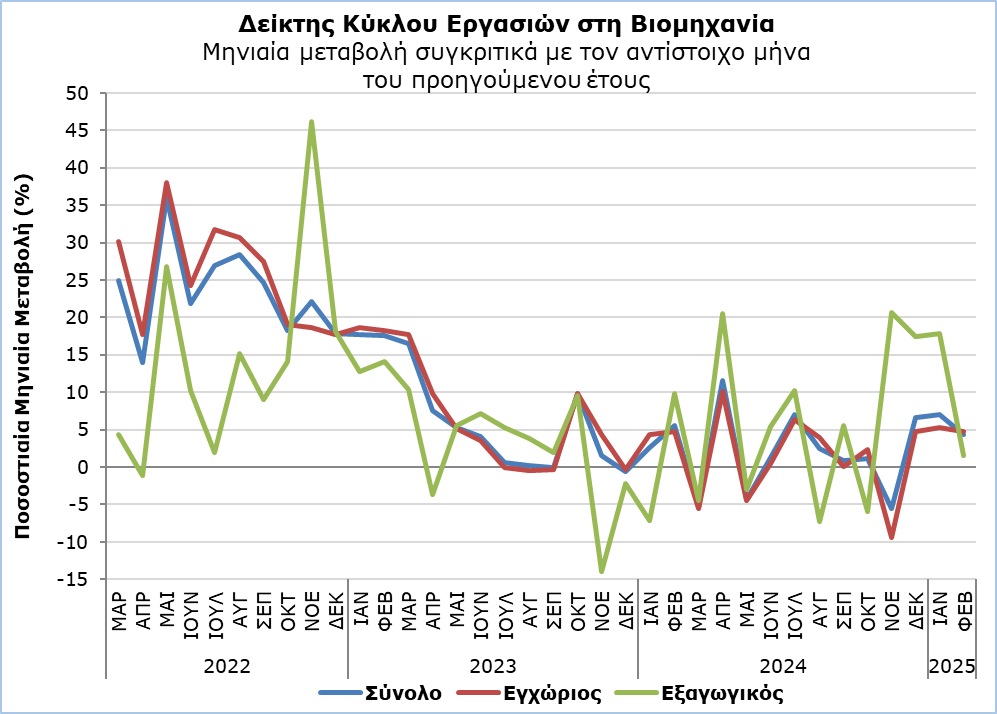 Δείκτης Κύκλου Εργασιών στη Βιομηχανία
Μηνιαία μεταβολή συγκριτικά με τον αντίστοιχο μήνα
του προηγούμενου έτους
Ποσοστιαία Μηνιαία Μεταβολή (%)
50
45
40
35
30
25
20
15
10
5
0
-5
-10
-15
ΜΑΡ ΑΠΡ ΜΑΙ ΙΟΥΝ ΙΟΥΛ ΑΥΓ ΣΕΠ ΟΚΤ ΝΟΕ ΔΕΚ ΙΑΝ ΦΕΒ ΜΑΡ ΑΠΡ ΜΑΙ ΙΟΥΝ ΙΟΥΛ ΑΥΓ ΣΕΠ ΟΚΤ ΝΟΕ ΔΕΚ ΙΑΝ ΦΕΒ ΜΑΡ ΑΠΡ ΜΑΙ ΙΟΥΝ ΙΟΥΛ ΑΥΓ ΣΕΠ ΟΚΤ ΝΟΕ ΔΕΚ ΙΑΝ ΦΕΒ
2022 2023 2024 2025
Σύνολο Εγχώριος Εξαγωγικός